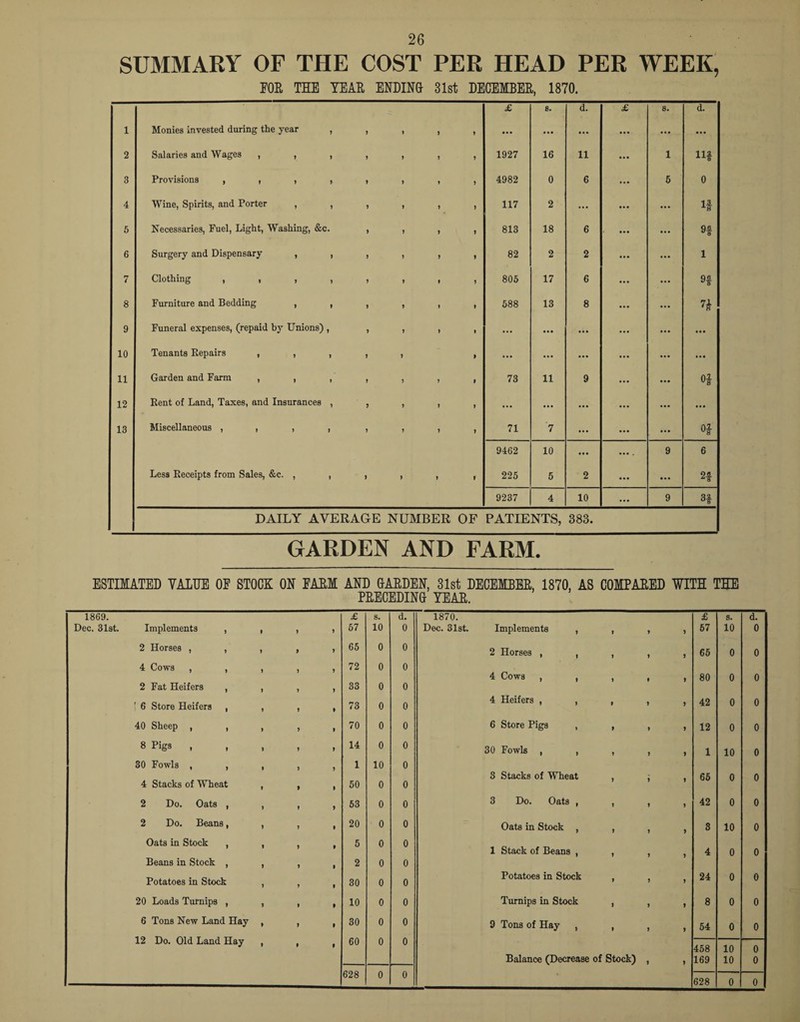 26
SUMMARY OF THE COST PER HEAD PER WEEK,
FOR THE YEAR ENDING 31st DECEMBER, 1870.
£ s. d. £ s. d.
1 Monies invested during the year , , , , , ... ... ... ... ... ...
2 Salaries and Wages , , , , , , , 1927 16 11 ... 1 11⅜
3 Provisions , , , , , , , , 4982 0 6 ... 5 0
4 Wine, Spirits, and Porter , , , , , , 117 2 ... ... ... 1⅜
5 Necessaries, Fuel, Light, Washing, &c. , , , , 813 18 6 ... ... 9⅜
6 Surgery and Dispensary , , , , , , 82 2 2 ... ... 1
7 Clothing , , , , , , , , 805 17 6 ... ...
8 Furniture and Bedding , , , , , , 588 13 8 ... ...
9 Funeral expenses, (repaid by Unions) , , , , , ... ... ... ... ... ...
10 Tenants Repairs , , , , , , ... ... ... ... ... ...
11 Garden and Farm , , , , , , , 73 11 9 ... ...
12 Rent of Land, Taxes, and Insurances , , , , , ... ... ... ... ... ...
13 Miscellaneous , , , , , , , , 71 7 ... ... ...
9462 10 ... ... 9 6
Less Receipts from Sales, &c. , , , , , , 225 5 2 ... ...
9237 4 10 ... 9
DAILY AVERAGE NUMBER OF PATIENTS, 383.
GARDEN AND FARM.
ESTIMATED VALUE OF STOCK ON FARM AND GARDEN, 31st DECEMBER, 1870, AS COMPARED WITH THE
PRECEDING YEAR.
1869. £ s. d.
Dec. 31st. Implements , , , , 57 10 0
2 Horses , , , , , 65 0 0
4 Cows , , , , , 72 0 0
2 Fat Heifers , , , , 33 0 0
6 Store Heifers , , , , 73 0 0
40 Sheep , , , , , 70 0 0
8 Pigs , , , , , 14 0 0
30 Fowls , , , , , 1 10 0
4 Stacks of Wheat , , , 50 0 0
2 Do. Oats , , , , 53 0 0
2 Do. Beans, , , , 20 0 0
Oats in Stock , , , , 5 0 0
Beans in Stock , , , , 2 0 0
Potatoes in Stock , , , 30 0 0
20 Loads Turnips , , , , 10 0 0
6 Tons New Land Hay , , , 30 0 0
12 Do. Old Land Hay , , , 60 0 0
628 0 0
1870. £ s. d.
Dec. 31st. Implements , , , , 57 10 0
2 Horses , , , , , 65 0 0
4 Cows , , , , , 80 0 0
4 Heifers , , , , , 42 0 0
6 Store Pigs , , , , 12 0 0
30 Fowls , , , , , 1 10 0
3 Stacks of Wheat , , , 65 0 0
3 Do. Oats , , , , 42 0 0
Oats in Stock , , , , 3 10 0
1 Stack of Beans , , , , 4 0 0
Potatoes in Stock , , , 24 0 0
Turnips in Stock , , , 8 0 0
9 Tons of Hay , , , , 54 0 0
458 10 0
Balance (Decrease of Stock) , , 169 10 0
628 0 0